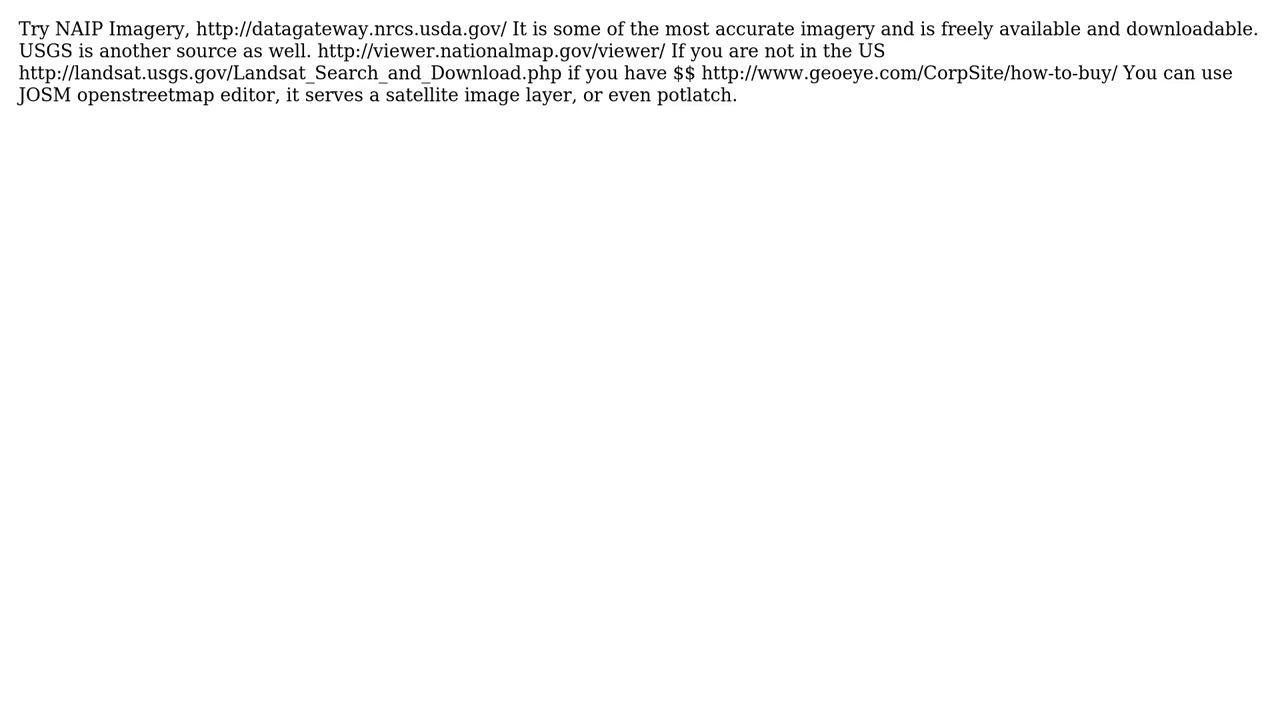 Try NAIP Imagery, http://datagateway.nrcs.usda.gov/ It is some of the most accurate imagery and is freely available and downloadable.
USGS is another source as well. http://viewer.nationalmap.gov/viewer/ If you are not in the US
http://landsat.usgs.gov/Landsat_Search_and_Download.php if you have $$ http://www.geoeye.com/CorpSite/how-to-buy/ You can use
JOSM openstreetmap editor, it serves a satellite image layer, or even potlatch.